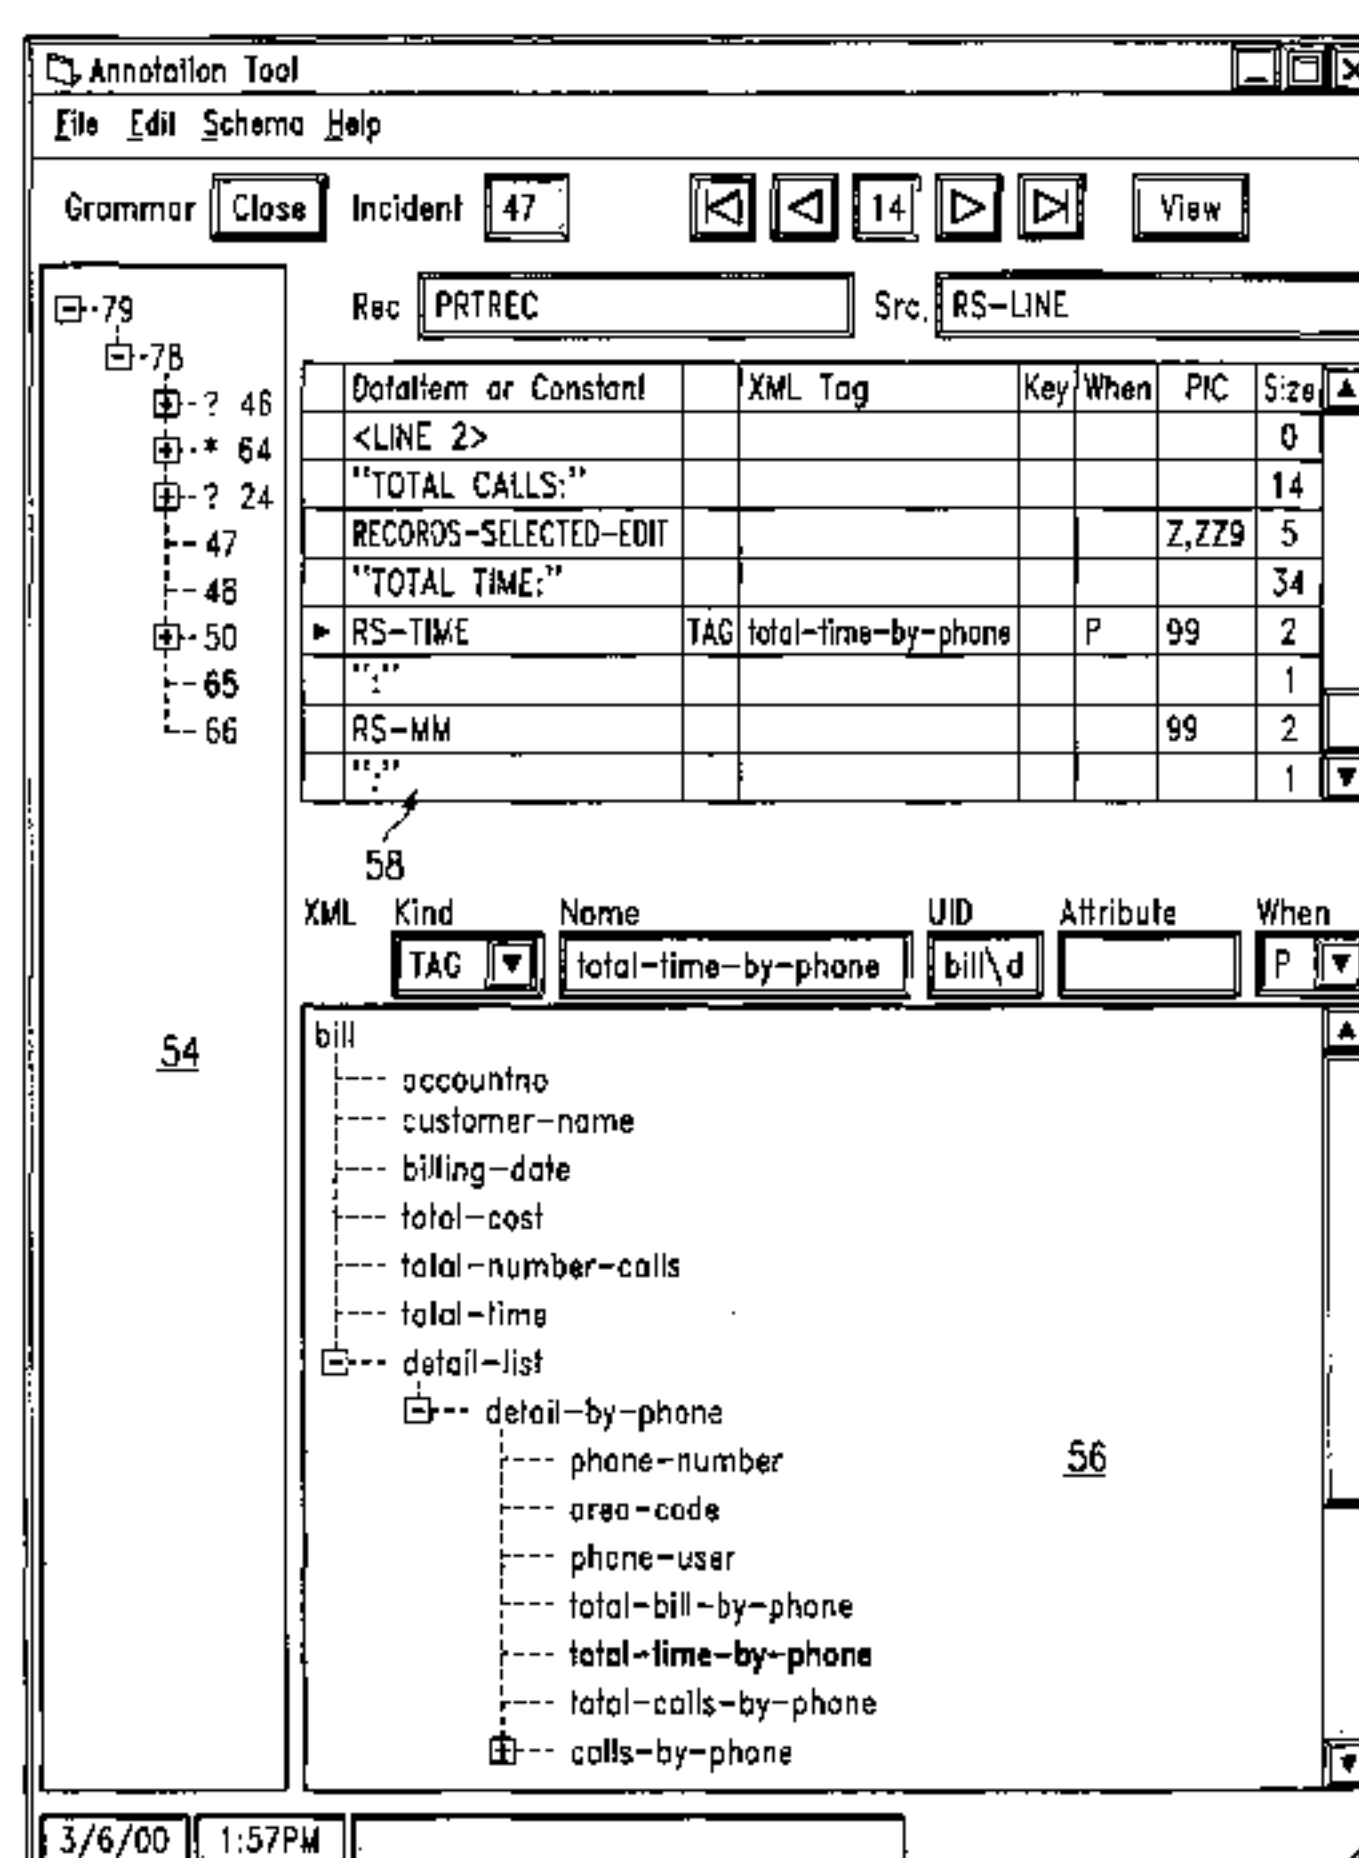 Annotation Tool
File Edit Schema Help
Grammar Close Incident 47 14 View
Rec PRTREC Src. RS-LINE
79
78
? 46
* 64
? 24
47
48
50
65
66
DataItem or Constant XML Tag Key When PIC Size
<LINE 2> 0
"TOTAL CALLS:" 14
RECORDS-SELECTED-EDIT Z,ZZ9 5
"TOTAL TIME:" 34
RS-TIME TAG total-time-by-phone P 99 2
":" 1
RS-MM 99 2
":" 1
58
XML Kind Name UID Attribute When
TAG total-time-by-phone bill\d P
54
bill
accountno
customer-name
billing-date
total-cost
total-number-calls
total-time
detail-list
detail-by-phone
phone-number
56
area-code
phone-user
total-bill-by-phone
total-time-by-phone
total-calls-by-phone
calls-by-phone
3/6/00 1:57PM